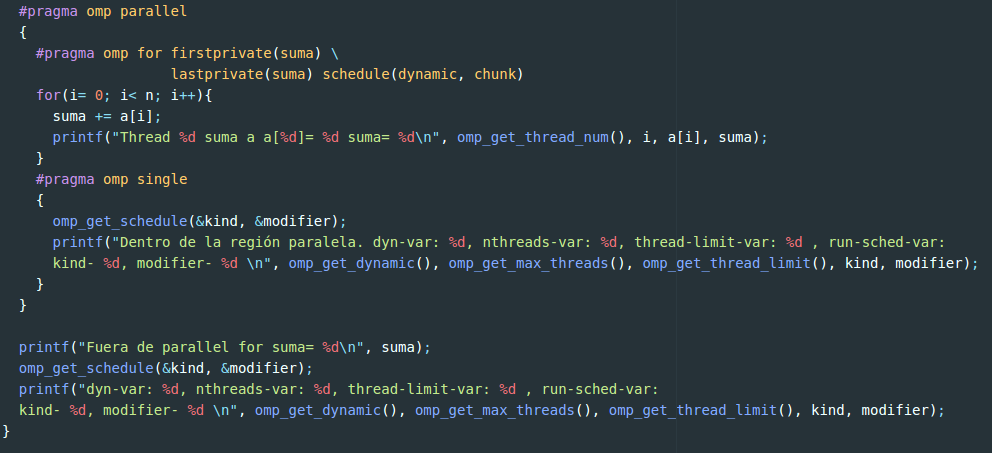 #pragma omp parallel
{
#pragma omp for firstprivate(suma) \
lastprivate(suma) schedule(dynamic, chunk)
for(i= 0; i< n; i++){
suma += a[i];
printf("Thread %d suma a a[%d]= %d suma= %d\n", omp_get_thread_num(), i, a[i], suma);
}
#pragma omp single
{
omp_get_schedule(&kind, &modifier);
printf("Dentro de la región paralela. dyn-var: %d, nthreads-var: %d, thread-limit-var: %d , run-sched-var:
kind- %d, modifier- %d \n", omp_get_dynamic(), omp_get_max_threads(), omp_get_thread_limit(), kind, modifier);
}
}
printf("Fuera de parallel for suma= %d\n", suma);
omp_get_schedule(&kind, &modifier);
printf("dyn-var: %d, nthreads-var: %d, thread-limit-var: %d , run-sched-var:
kind- %d, modifier- %d \n", omp_get_dynamic(), omp_get_max_threads(), omp_get_thread_limit(), kind, modifier);
}